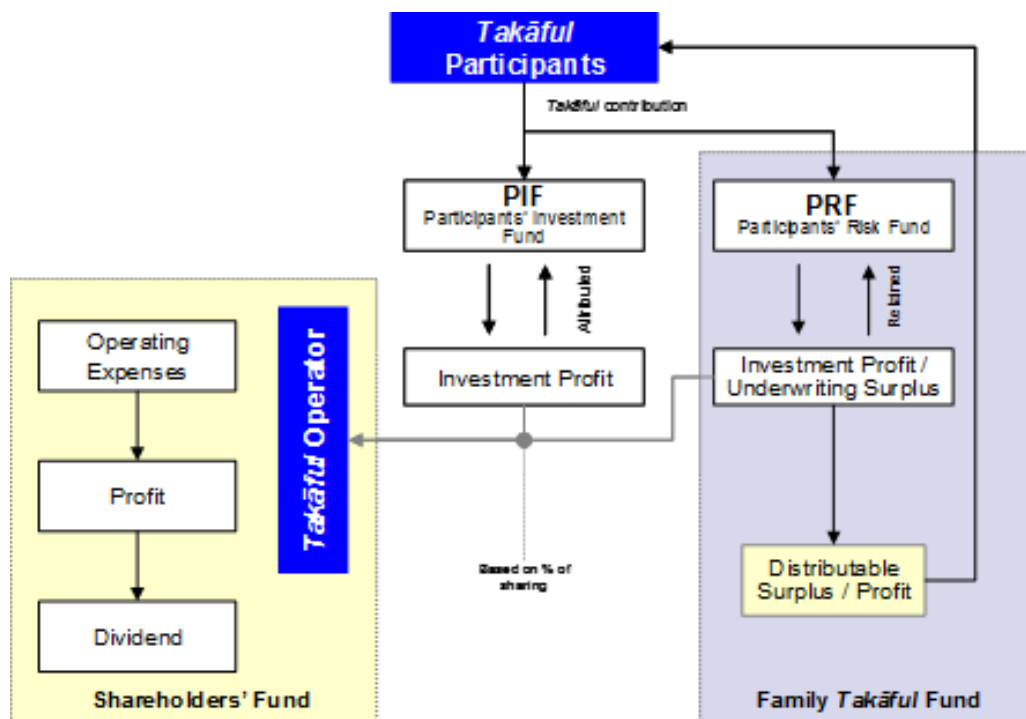 Takāful
Participants
Takāful contribution
PIF
Participants' Investment
Fund
PRF
Participants' Risk Fund
Attributed
Retained
Operating
Expenses
Takāful Operator
Investment Profit
Investment Profit /
Underwriting Surplus
Profit
Based on % of
sharing
Distributable
Surplus / Profit
Dividend
Shareholders' Fund
Family Takāful Fund